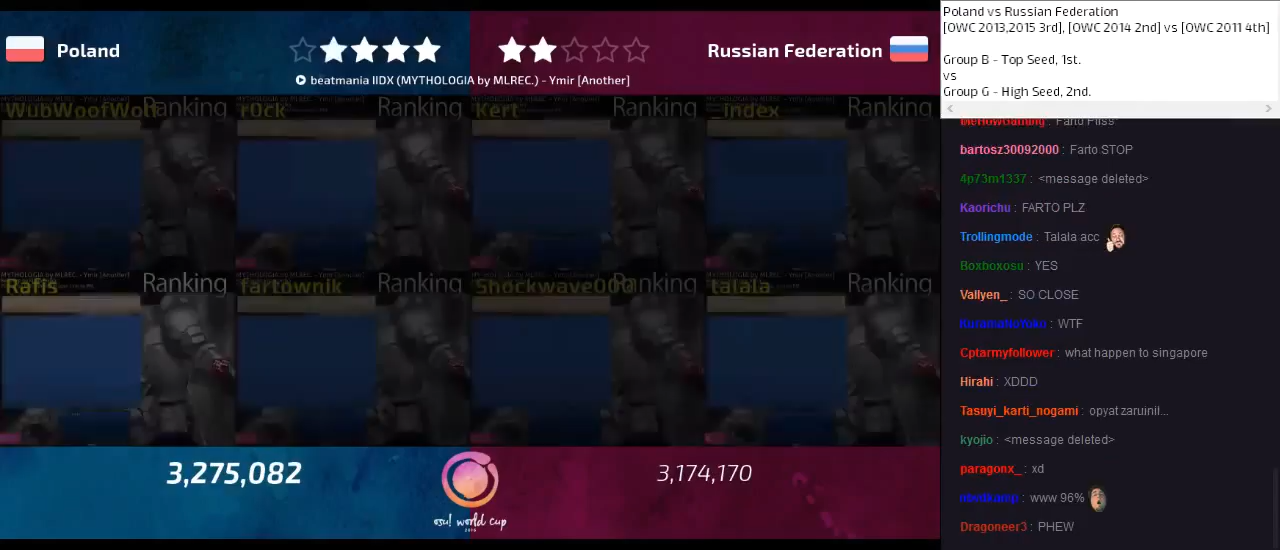 Poland
Russian Federation
beatmania IIDX (MYTHOLOGIA by MLREC.) - Ymir [Another]
WubWoofWolf
Ranking
r0ck
Ranking
Ken
Ranking
_Index
Ranking
Rafis
Ranking
fartownik
Ranking
Shockwave000
Ranking
talala
Ranking
3,275,082
3,174,170
osu! world cup
2016
Poland vs Russian Federation
[OWC 2013,2015 3rd], [OWC 2014 2nd] vs [OWC 2011 4th]
Group B - Top Seed, 1st.
vs
Group G - High Seed, 2nd.
bartosz30092000 : Farto STOP
4p73m1337 : <message deleted>
Kaorichu : FARTO PLZ
Trollingmode : Talala acc
Boxboxosu : YES
Vallyen_ : SO CLOSE
: WTF
Cptarmyfollower : what happen to singapore
Hirahi : XDDD
Tasuyi_karti_nogami : opyat zaruinil...
kyojio : <message deleted>
paragonx_ : xd
: www 96%
Dragoneer3 : PHEW